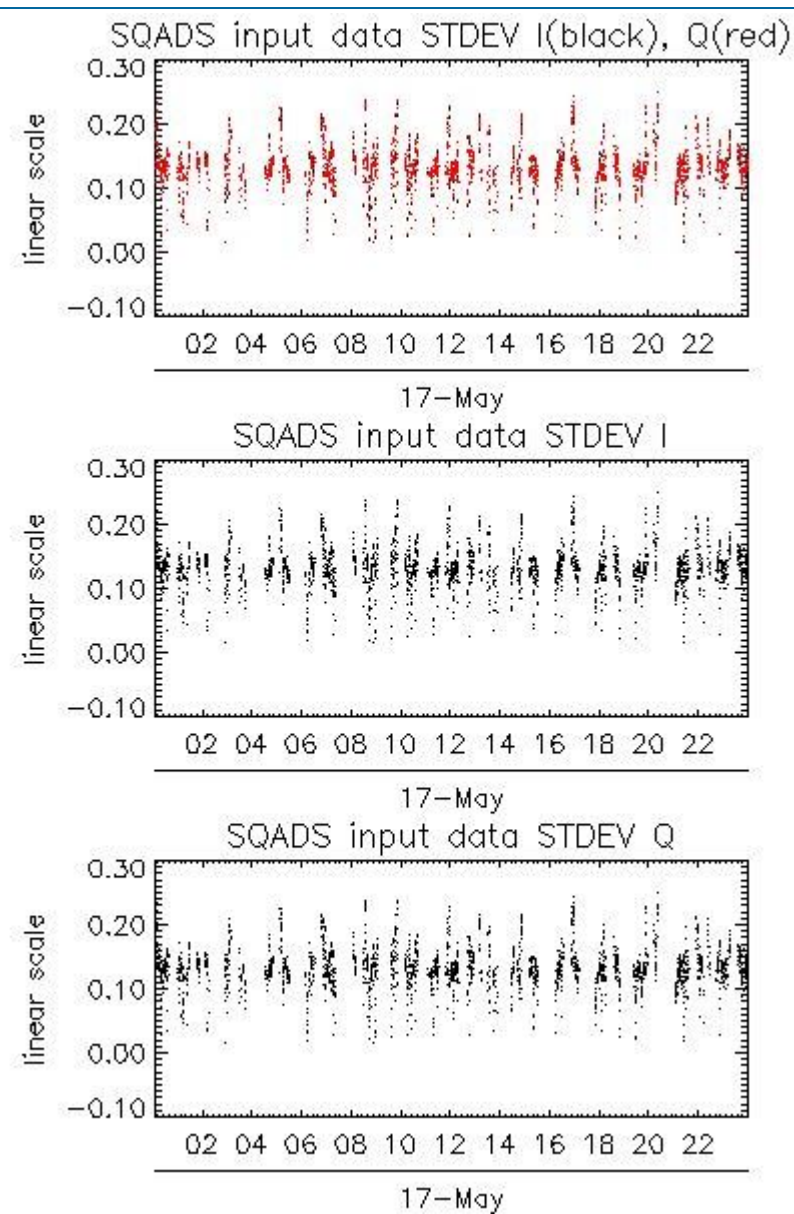 SQADS input data STDEV I(black), Q(red)
0.30
0.20
0.10
0.00
-0.10
linear scale
02 04 06 08 10 12 14 16 18 20 22
17-May
SQADS input data STDEV I
0.30
0.20
0.10
0.00
-0.10
linear scale
02 04 06 08 10 12 14 16 18 20 22
17-May
SQADS input data STDEV Q
0.30
0.20
0.10
0.00
-0.10
linear scale
02 04 06 08 10 12 14 16 18 20 22
17-May